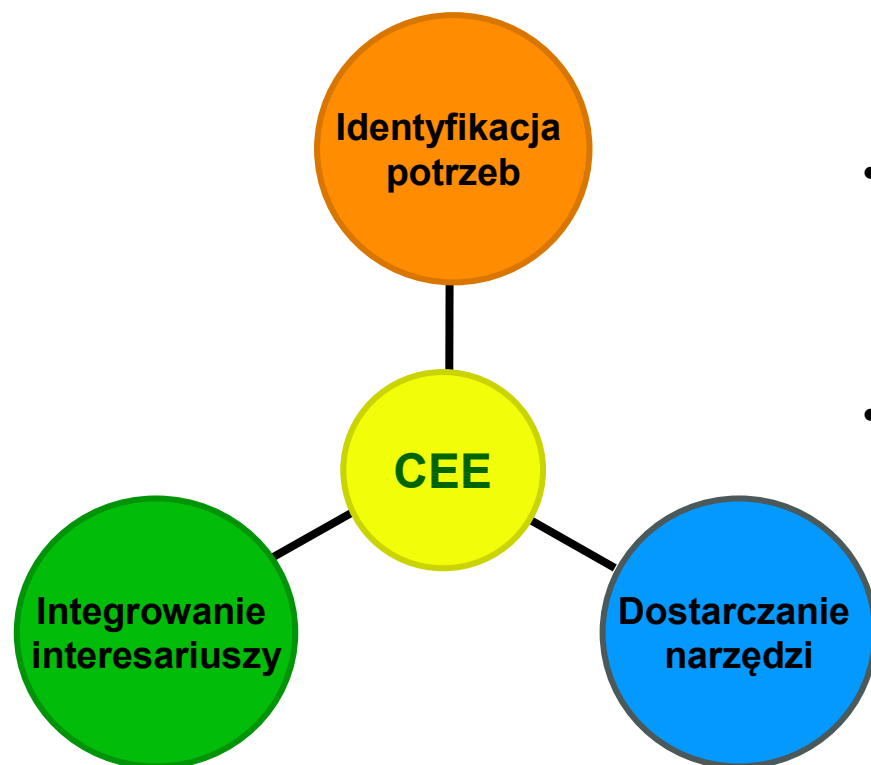 Identyfikacja
potrzeb
CEE
Integrowanie
interesariuszy
Dostarczanie
narzędzi